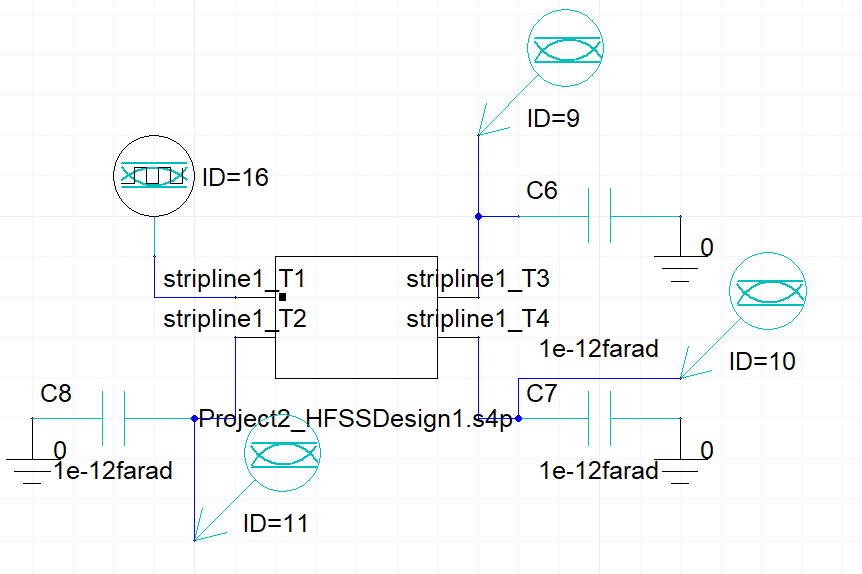 ID=9
ID=16
C6
0
stripline1_T1
stripline1_T3
stripline1_T2
stripline1_T4
1e-12farad
ID=10
C8
C7
Project2_HFSSDesign1.s4p
0
0
1e-12farad
1e-12farad
ID=11